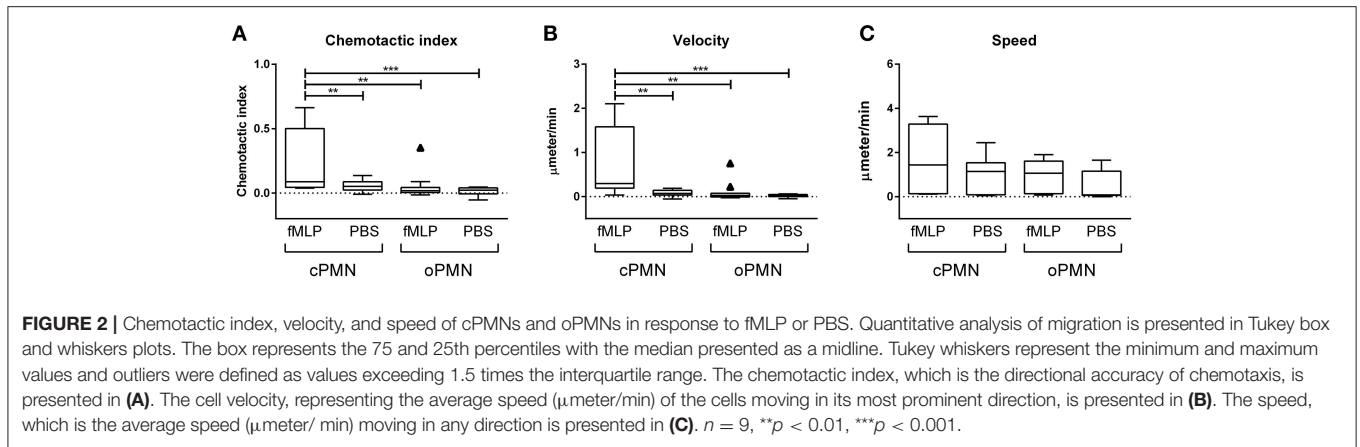 A Chemotactic index
Chemotactic index
1.0
0.5
0.0
***
**
**
fMLP PBS fMLP PBS
cPMN oPMN
B Velocity
μmeter/min
3
2
1
0
***
**
**
fMLP PBS fMLP PBS
cPMN oPMN
C Speed
μmeter/min
6
4
2
0
fMLP PBS fMLP PBS
cPMN oPMN
FIGURE 2 | Chemotactic index, velocity, and speed of cPMNs and oPMNs in response to fMLP or PBS. Quantitative analysis of migration is presented in Tukey box
and whiskers plots. The box represents the 75 and 25th percentiles with the median presented as a midline. Tukey whiskers represent the minimum and maximum
values and outliers were defined as values exceeding 1.5 times the interquartile range. The chemotactic index, which is the directional accuracy of chemotaxis, is
presented in (A). The cell velocity, representing the average speed (μmeter/min) of the cells moving in its most prominent direction, is presented in (B). The speed,
which is the average speed (μmeter/ min) moving in any direction is presented in (C). n = 9, **p < 0.01, ***p < 0.001.